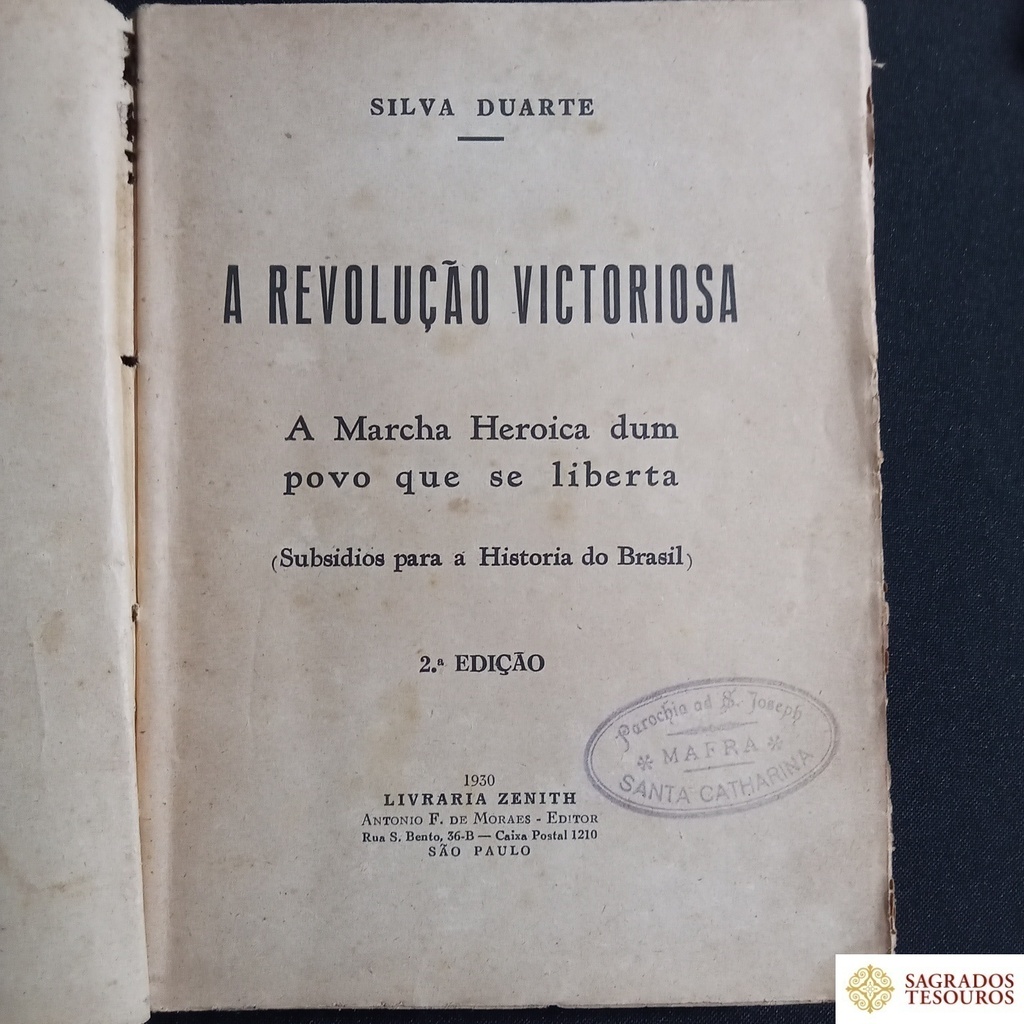 SILVA DUARTE
A REVOLUÇÃO VICTORIOSA
A Marcha Heroica dum
povo que se liberta
(Subsidios para a Historia do Brasil)
2.ª EDIÇÃO
Parochia ad S. Joseph
* MAFRA *
SANTA CATHARINA
1930
LIVRARIA ZENITH
ANTONIO F. DE MORAES - EDITOR
Rua S. Bento, 36-B — Caixa Postal 1210
SÃO PAULO
SAGRADOS
TESOUROS